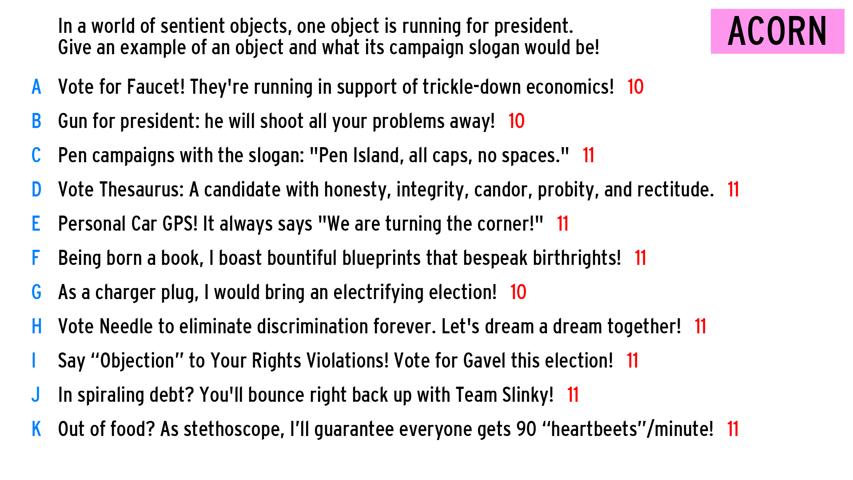 In a world of sentient objects, one object is running for president.
Give an example of an object and what its campaign slogan would be!
ACORN
A Vote for Faucet! They're running in support of trickle-down economics! 10
B Gun for president: he will shoot all your problems away! 10
C Pen campaigns with the slogan: "Pen Island, all caps, no spaces." 11
D Vote Thesaurus: A candidate with honesty, integrity, candor, probity, and rectitude. 11
E Personal Car GPS! It always says "We are turning the corner!" 11
F Being born a book, I boast bountiful blueprints that bespeak birthrights! 11
G As a charger plug, I would bring an electrifying election! 10
H Vote Needle to eliminate discrimination forever. Let's dream a dream together! 11
I Say “Objection” to Your Rights Violations! Vote for Gavel this election! 11
J In spiraling debt? You'll bounce right back up with Team Slinky! 11
K Out of food? As stethoscope, I’ll guarantee everyone gets 90 “heartbeets”/minute! 11